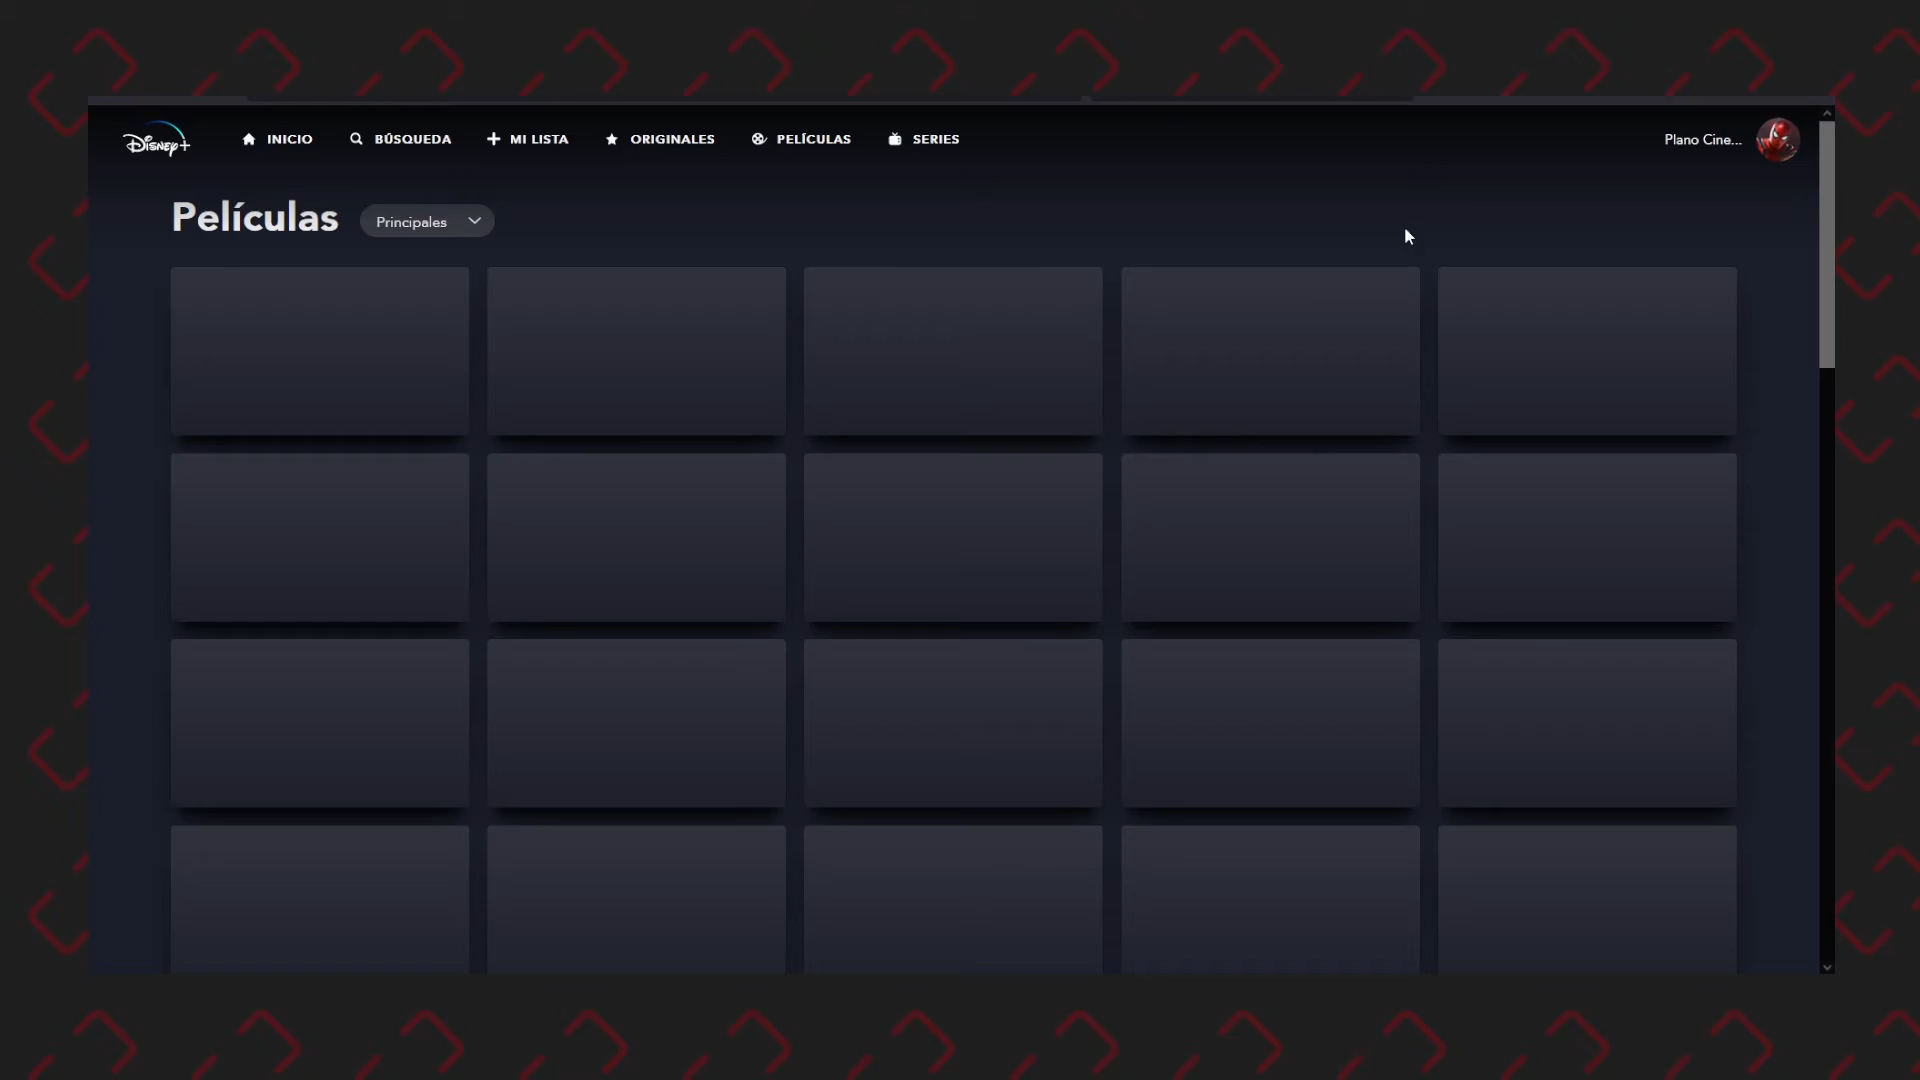 Disney+ INICIO BÚSQUEDA MI LISTA ORIGINALES PELÍCULAS SERIES Plano Cine...
Películas Principales